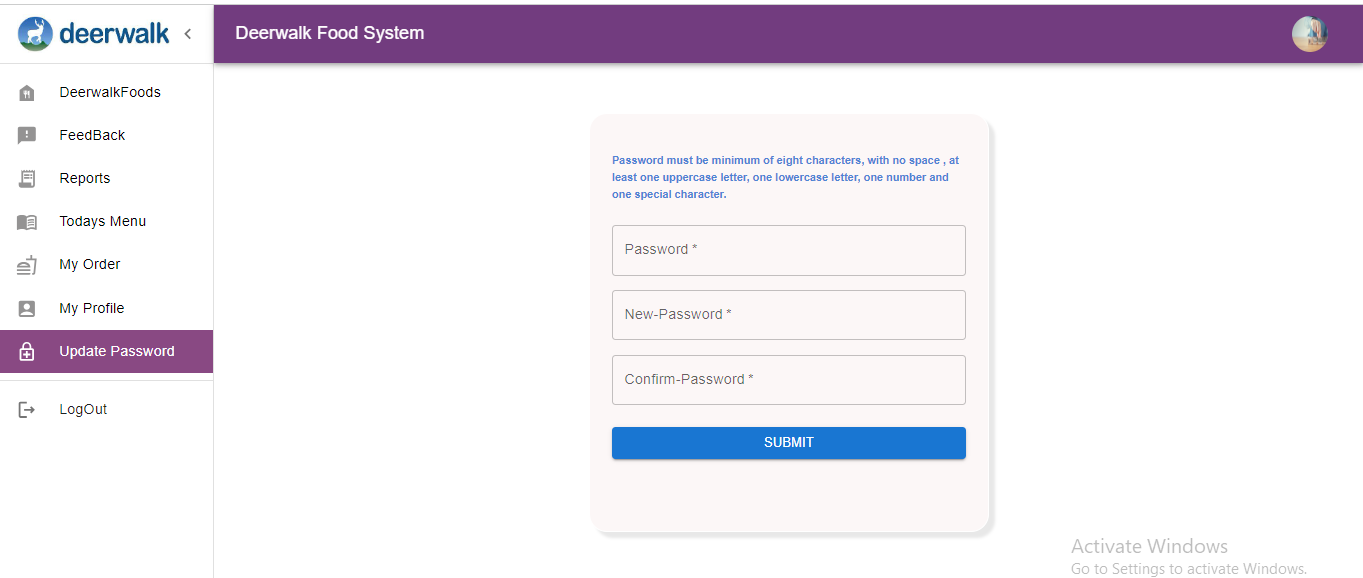 deerwalk
Deerwalk Food System
DeerwalkFoods
FeedBack
Reports
Todays Menu
My Order
My Profile
Update Password
LogOut
Password must be minimum of eight characters, with no space , at
least one uppercase letter, one lowercase letter, one number and
one special character.
Password *
New-Password *
Confirm-Password *
SUBMIT
Activate Windows
Go to Settings to activate Windows.